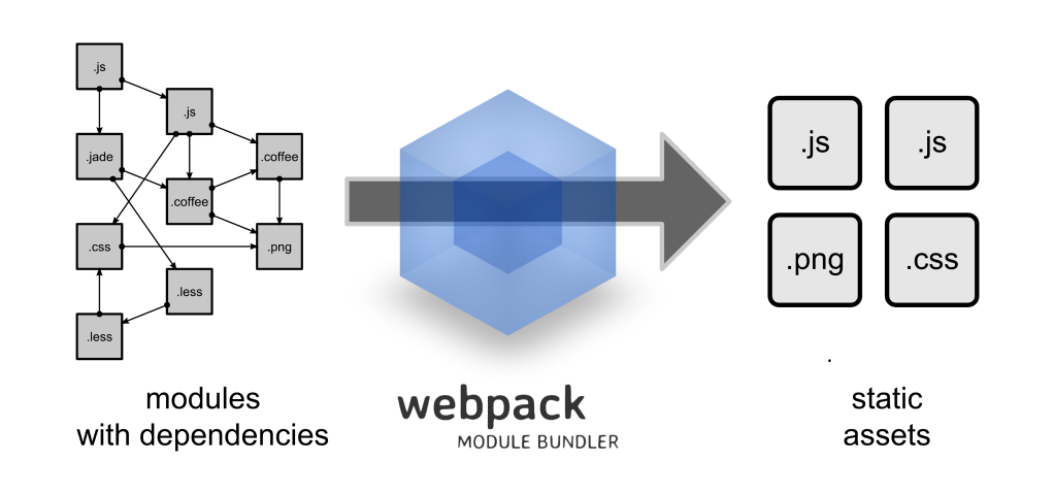 .js
.js
.jade
.coffee
.coffee
.css
.png
.less
.less
modules
with dependencies
webpack
MODULE BUNDLER
.js
.js
.png
.css
.
static
assets